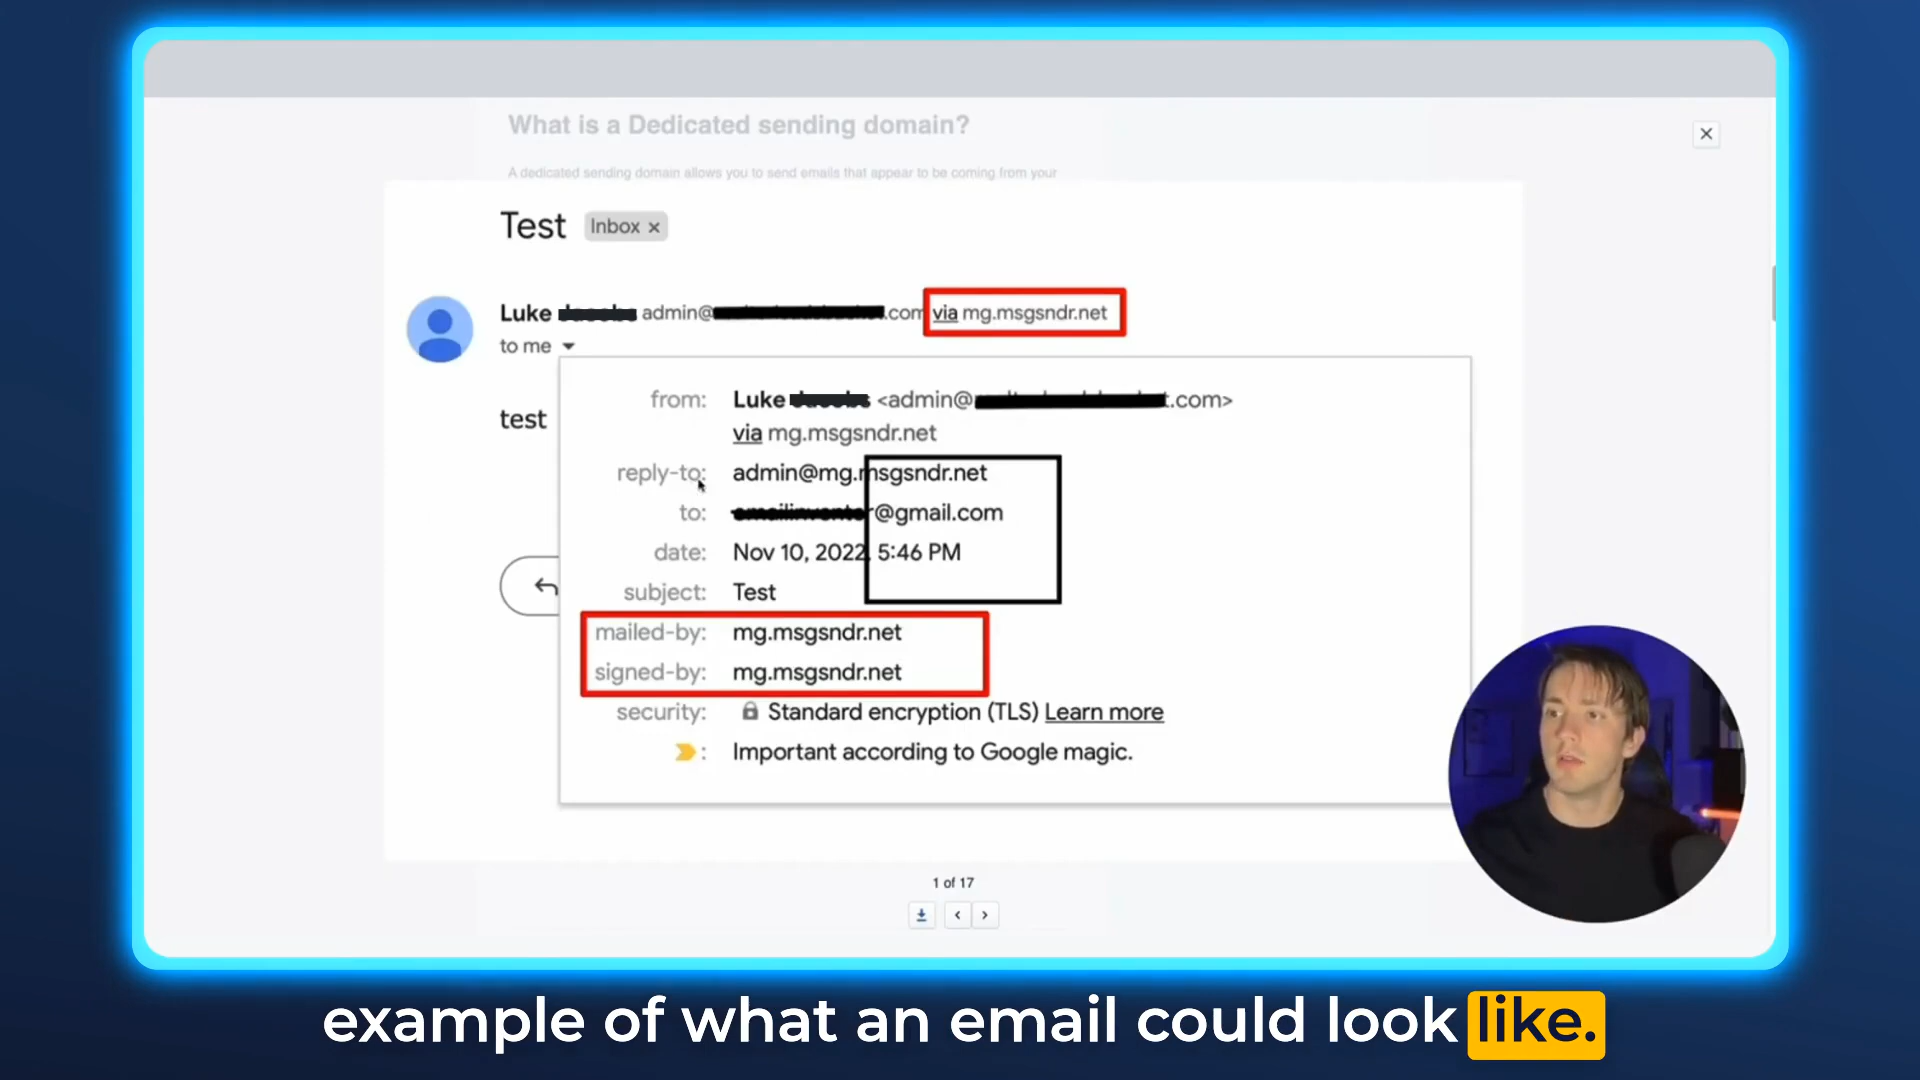 What is a Dedicated sending domain?
A dedicated sending domain allows you to send emails that appear to be coming from your
Test Inbox ×
Luke admin@ .com via mg.msgsndr.net
to me
test
from: Luke <admin@ .com>
via mg.msgsndr.net
reply-to: admin@mg.msgsndr.net
to: @gmail.com
date: Nov 10, 2022, 5:46 PM
subject: Test
mailed-by: mg.msgsndr.net
signed-by: mg.msgsndr.net
security: Standard encryption (TLS) Learn more
: Important according to Google magic.
1 of 17
example of what an email could look like.